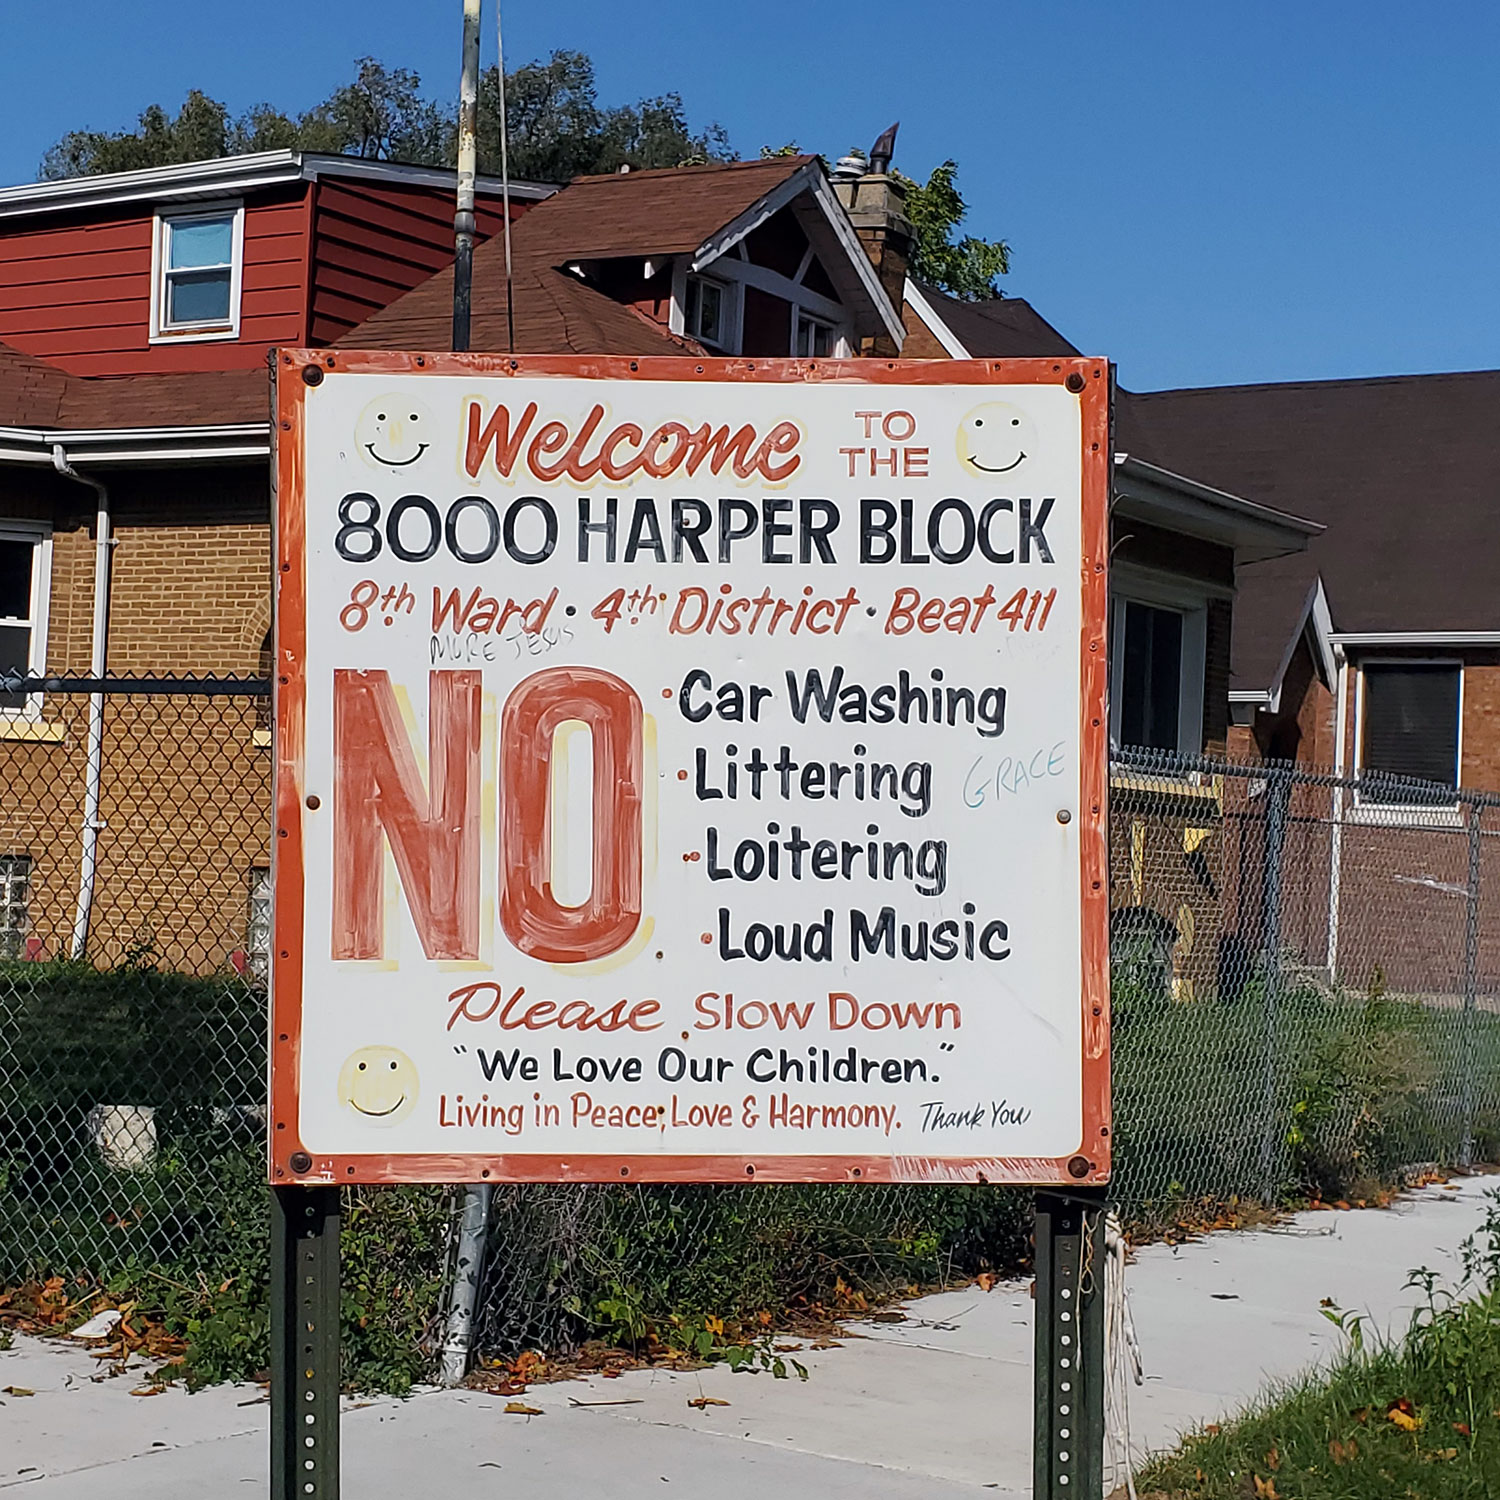 Welcome TO THE
8000 HARPER BLOCK
8th Ward • 4th District • Beat 411
MORE JESUS
NO
• Car Washing
• Littering
GRACE
• Loitering
• Loud Music
Please Slow Down
"We Love Our Children."
Living in Peace, Love & Harmony. Thank You